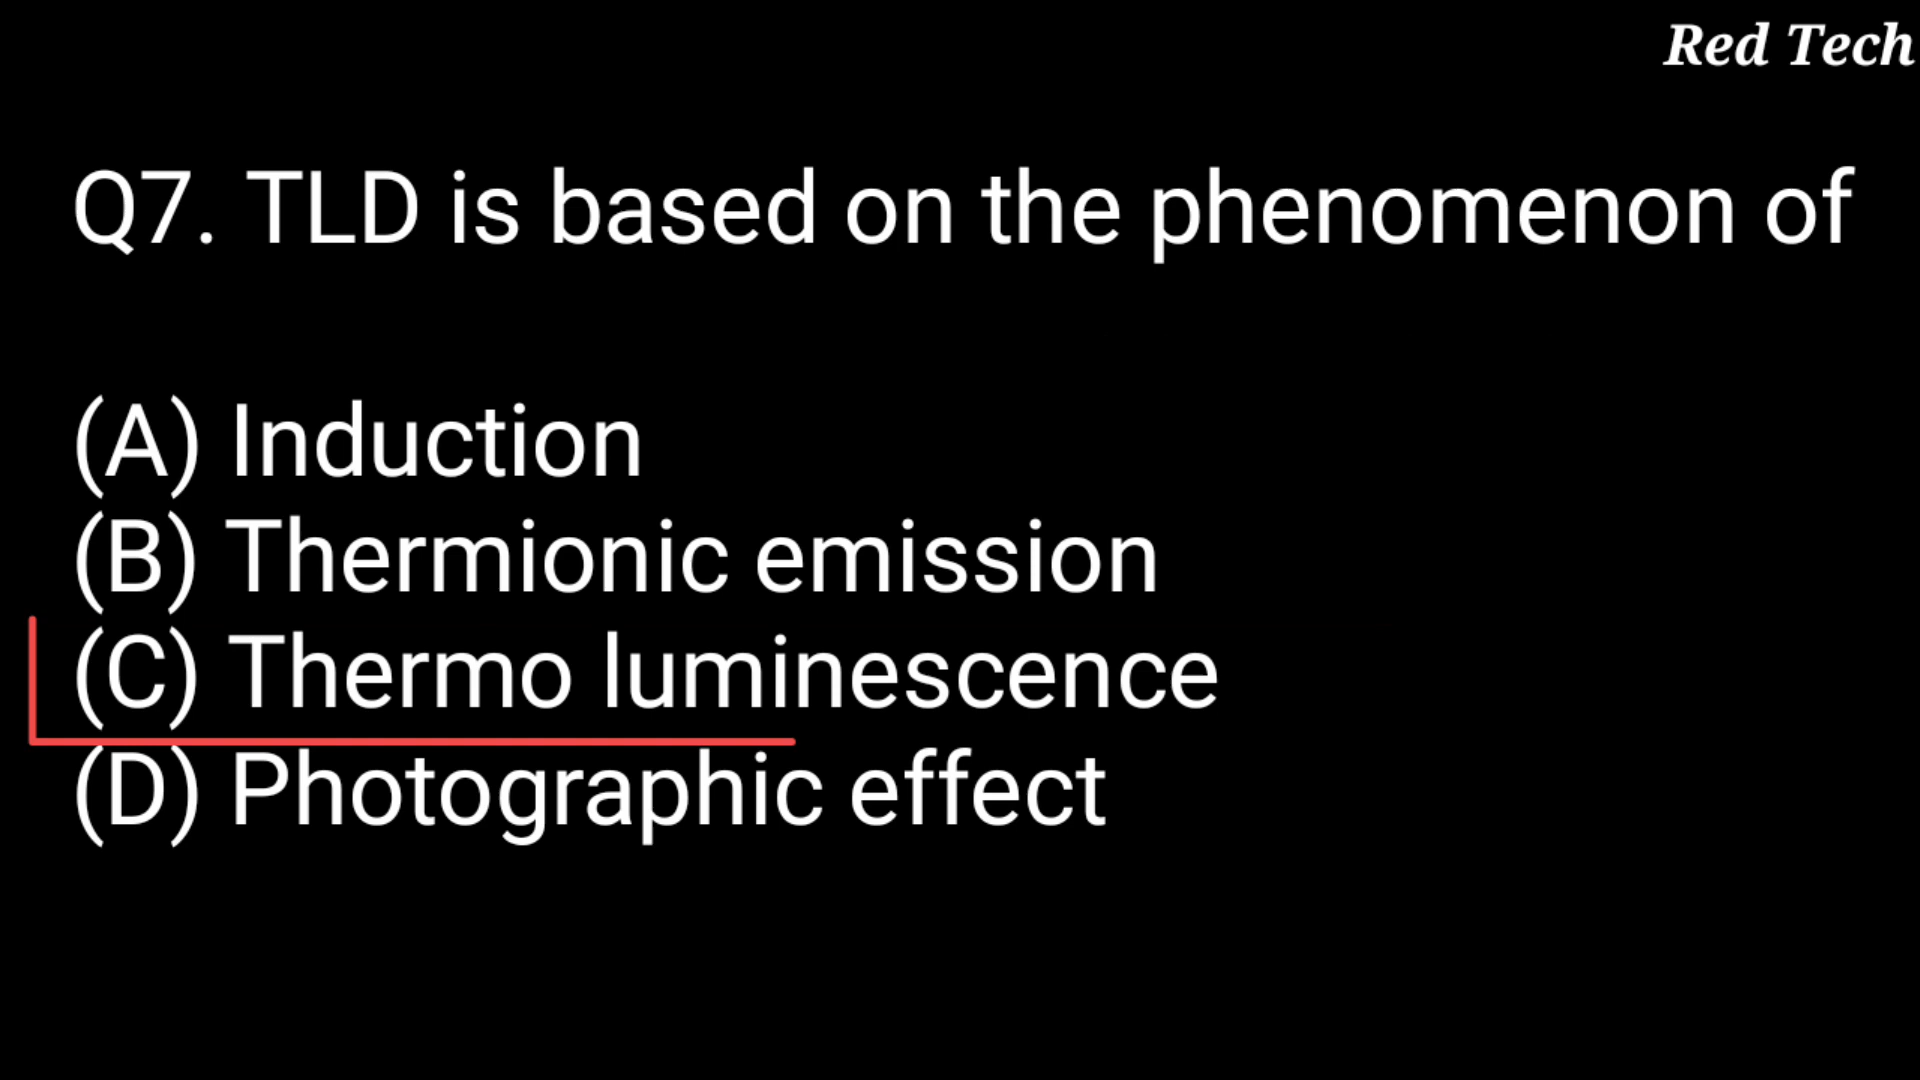 Red Tech
Q7. TLD is based on the phenomenon of
(A) Induction
(B) Thermionic emission
(C) Thermo luminescence
(D) Photographic effect